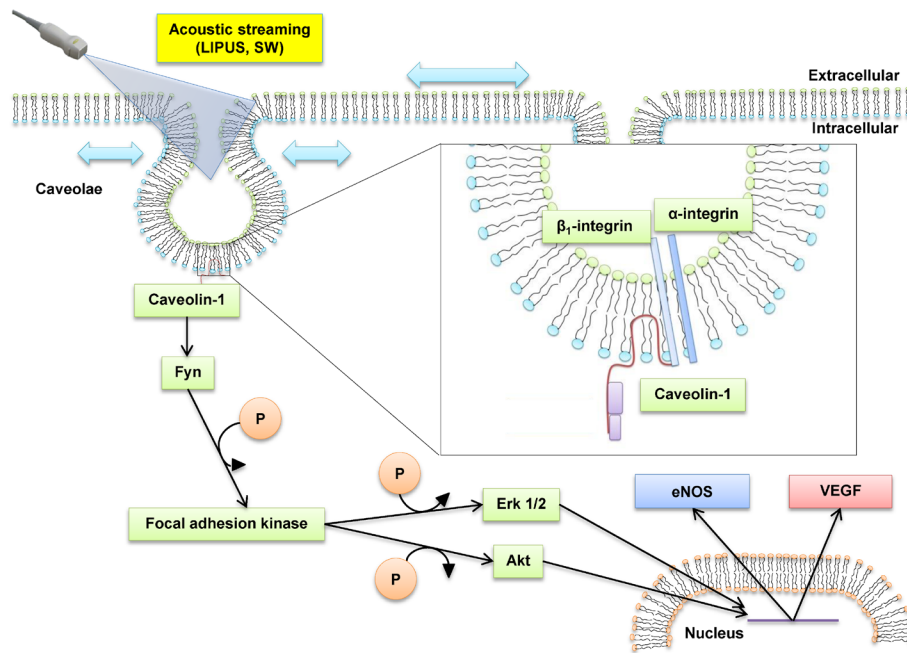 Acoustic streaming
(LIPUS, SW)
Extracellular
Intracellular
Caveolae
β1-integrin
α-integrin
Caveolin-1
Caveolin-1
Fyn
P
P
Focal adhesion kinase
Erk 1/2
eNOS
VEGF
P
Akt
Nucleus